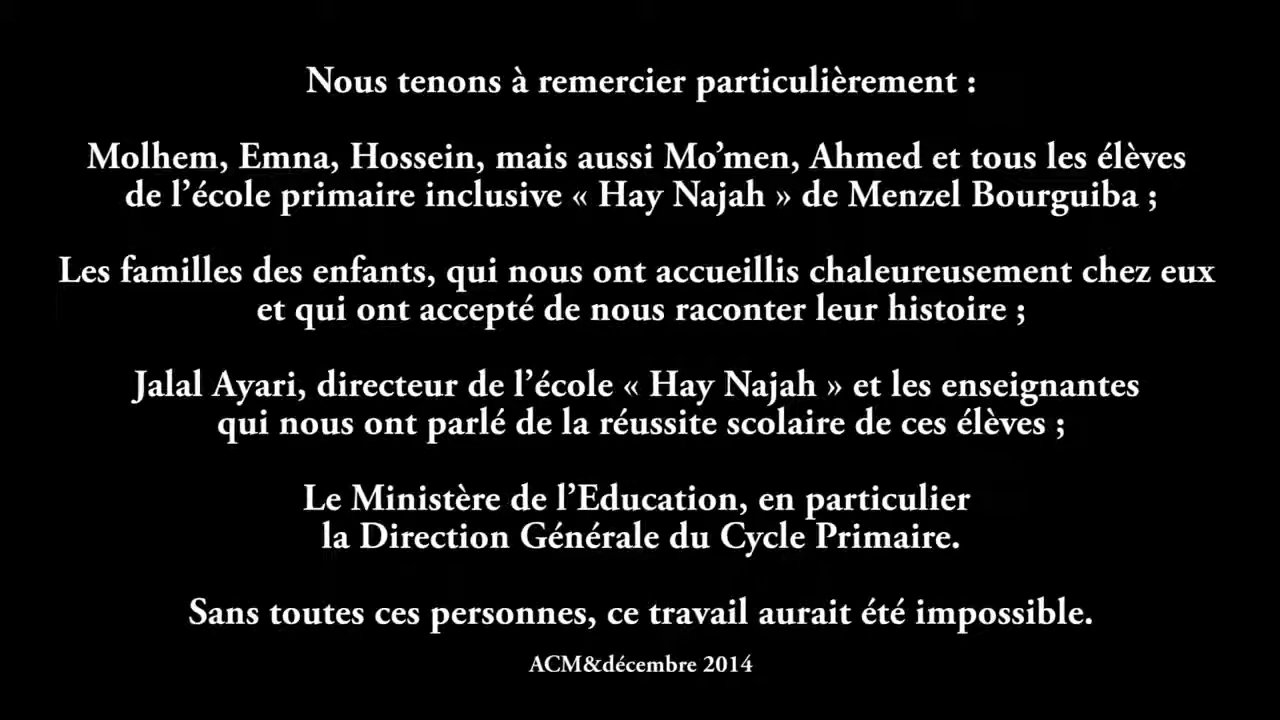 Nous tenons à remercier particulièrement :
Molhem, Emna, Hossein, mais aussi Mo’men, Ahmed et tous les élèves
de l’école primaire inclusive « Hay Najah » de Menzel Bourguiba ;
Les familles des enfants, qui nous ont accueillis chaleureusement chez eux
et qui ont accepté de nous raconter leur histoire ;
Jalal Ayari, directeur de l’école « Hay Najah » et les enseignantes
qui nous ont parlé de la réussite scolaire de ces élèves ;
Le Ministère de l’Education, en particulier
la Direction Générale du Cycle Primaire.
Sans toutes ces personnes, ce travail aurait été impossible.
ACM&décembre 2014